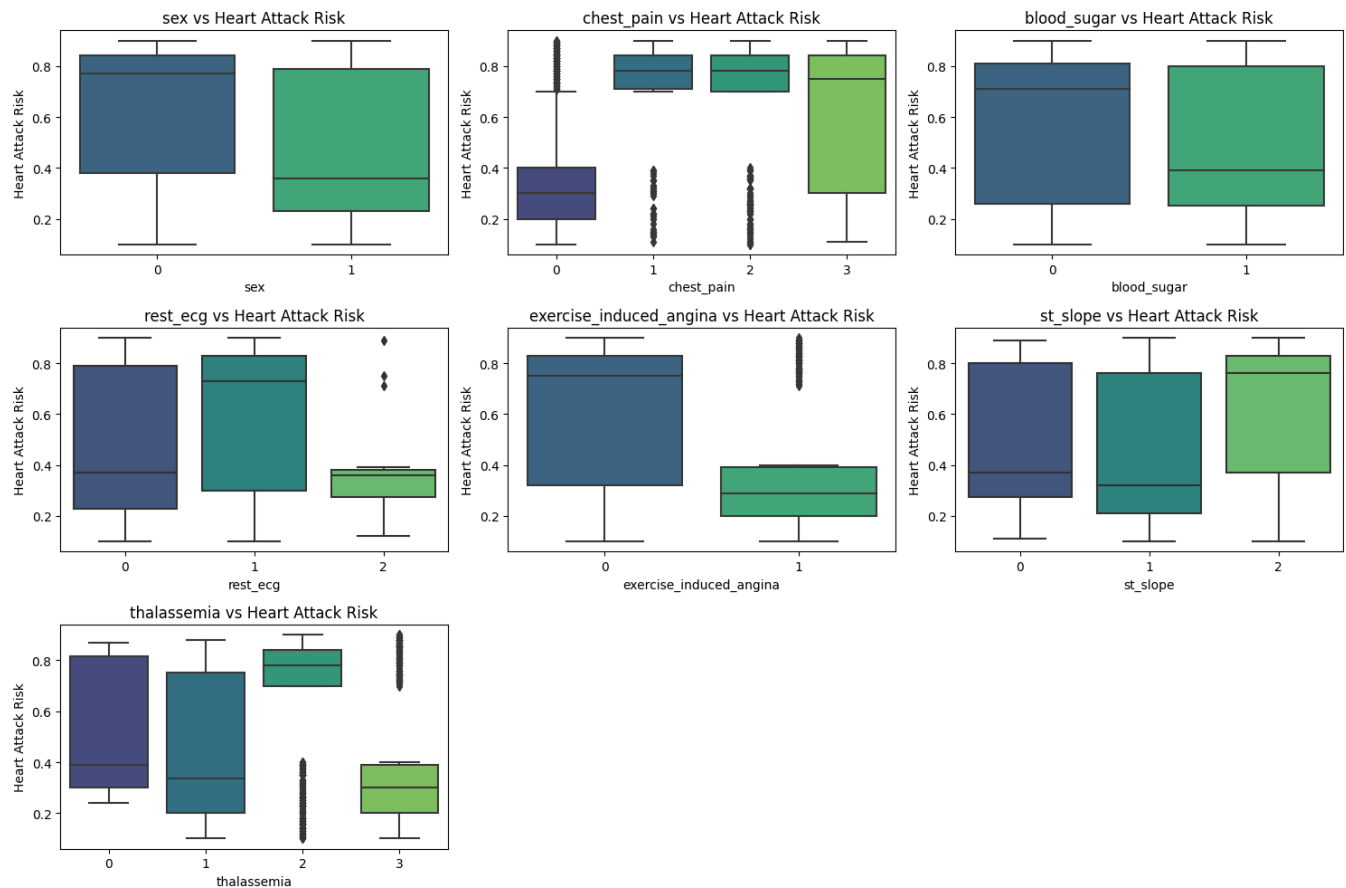 sex vs Heart Attack Risk
Heart Attack Risk
0.8
0.6
0.4
0.2
0 1
sex
chest_pain vs Heart Attack Risk
Heart Attack Risk
0.8
0.6
0.4
0.2
0 1 2 3
chest_pain
blood_sugar vs Heart Attack Risk
Heart Attack Risk
0.8
0.6
0.4
0.2
0 1
blood_sugar
rest_ecg vs Heart Attack Risk
Heart Attack Risk
0.8
0.6
0.4
0.2
0 1 2
rest_ecg
exercise_induced_angina vs Heart Attack Risk
Heart Attack Risk
0.8
0.6
0.4
0.2
0 1
exercise_induced_angina
st_slope vs Heart Attack Risk
Heart Attack Risk
0.8
0.6
0.4
0.2
0 1 2
st_slope
thalassemia vs Heart Attack Risk
Heart Attack Risk
0.8
0.6
0.4
0.2
0 1 2 3
thalassemia